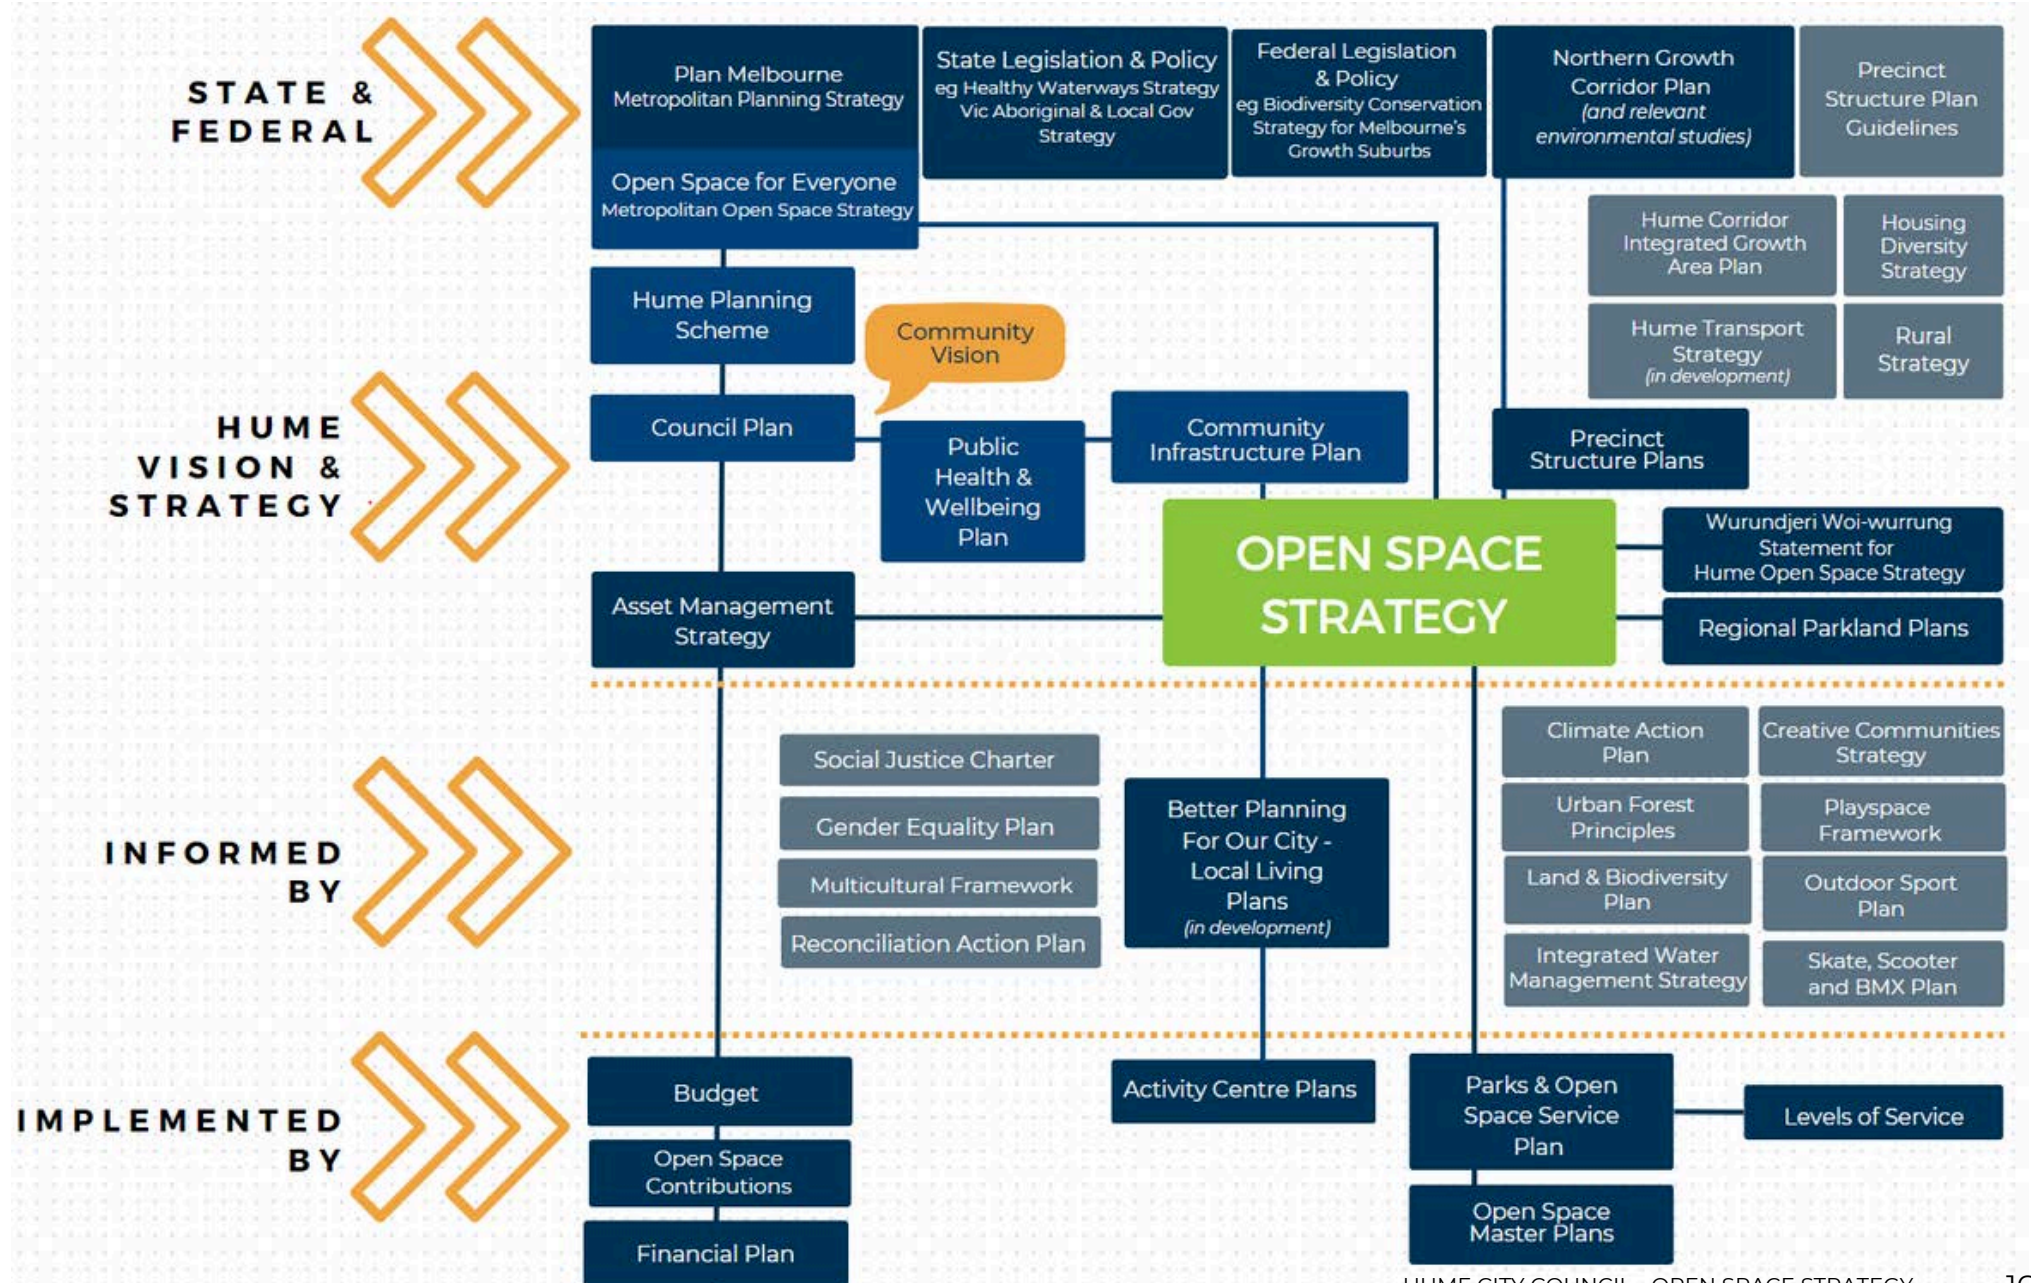 STATE &
FEDERAL
Plan Melbourne
Metropolitan Planning Strategy
Open Space for Everyone
Metropolitan Open Space Strategy
State Legislation & Policy
eg Healthy Waterways Strategy
Vic Aboriginal & Local Gov
Strategy
Federal Legislation
& Policy
eg Biodiversity Conservation
Strategy for Melbourne's
Growth Suburbs
Northern Growth
Corridor Plan
(and relevant
environmental studies)
Precinct
Structure Plan
Guidelines
Hume Corridor
Integrated Growth
Area Plan
Housing
Diversity
Strategy
Hume Transport
Strategy
(in development)
Rural
Strategy
Hume Planning
Scheme
Community
Vision
HUME
VISION &
STRATEGY
Council Plan
Public
Health &
Wellbeing
Plan
Community
Infrastructure Plan
Precinct
Structure Plans
OPEN SPACE
STRATEGY
Wurundjeri Woi-wurrung
Statement for
Hume Open Space Strategy
Regional Parkland Plans
Asset Management
Strategy
INFORMED
BY
Social Justice Charter
Gender Equality Plan
Multicultural Framework
Reconciliation Action Plan
Better Planning
For Our City -
Local Living
Plans
(in development)
Climate Action
Plan
Creative Communities
Strategy
Urban Forest
Principles
Playspace
Framework
Land & Biodiversity
Plan
Outdoor Sport
Plan
Integrated Water
Management Strategy
Skate, Scooter
and BMX Plan
IMPLEMENTED
BY
Budget
Open Space
Contributions
Financial Plan
Activity Centre Plans
Parks & Open
Space Service
Plan
Levels of Service
Open Space
Master Plans
HUME CITY COUNCIL - OPEN SPACE STRATEGY